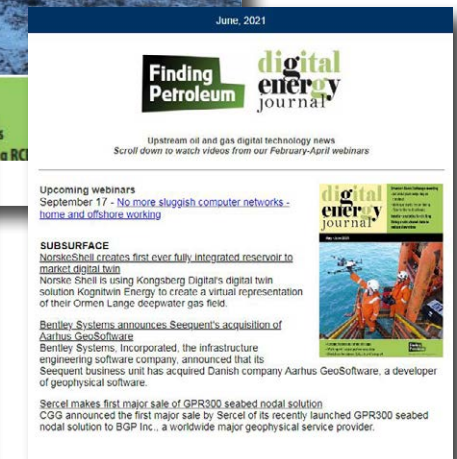 June, 2021
Finding
Petroleum
digital
energy
journal
Upstream oil and gas digital technology news
Scroll down to watch videos from our February-April webinars
Upcoming webinars
September 17 - No more sluggish computer networks -
home and offshore working
SUBSURFACE
NorskeShell creates first ever fully integrated reservoir to
market digital twin
Norske Shell is using Kongsberg Digital's digital twin
solution Kognitwin Energy to create a virtual representation
of their Ormen Lange deepwater gas field.
Bentley Systems announces Seequent's acquisition of
Aarhus GeoSoftware
Bentley Systems, Incorporated, the infrastructure
engineering software company, announced that its
Seequent business unit has acquired Danish company Aarhus GeoSoftware, a developer
of geophysical software.
Sercel makes first major sale of GPR300 seabed nodal solution
CGG announced the first major sale by Sercel of its recently launched GPR300 seabed
nodal solution to BGP Inc., a worldwide major geophysical service provider.
digital
energy
journal